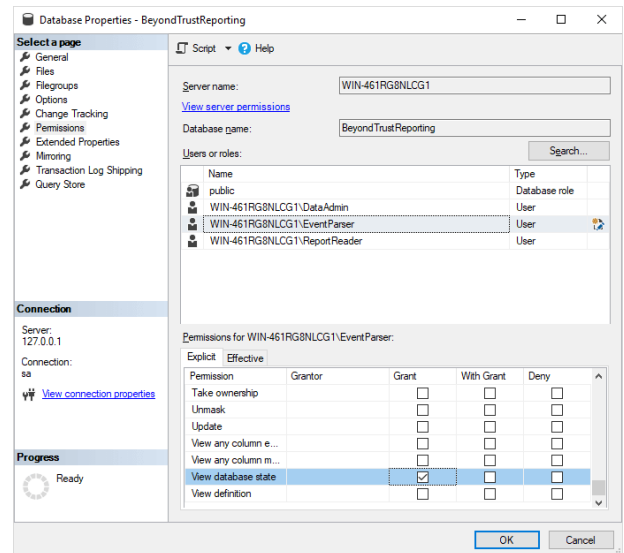 Database Properties - BeyondTrustReporting
Select a page
General
Files
Filegroups
Options
Change Tracking
Permissions
Extended Properties
Mirroring
Transaction Log Shipping
Query Store
Script
Help
Server name: WIN-461RG8NLCG1
View server permissions
Database name: BeyondTrustReporting
Users or roles: Search...
Name Type
public Database role
WIN-461RG8NLCG1\DataAdmin User
WIN-461RG8NLCG1\EventParser User
WIN-461RG8NLCG1\ReportReader User
Connection
Server:
127.0.0.1
Connection:
sa
View connection properties
Progress
Ready
Permissions for WIN-461RG8NLCG1\EventParser:
Explicit Effective
Permission Grantor Grant With Grant Deny
Take ownership
Unmask
Update
View any column e...
View any column m...
View database state
View definition
OK Cancel